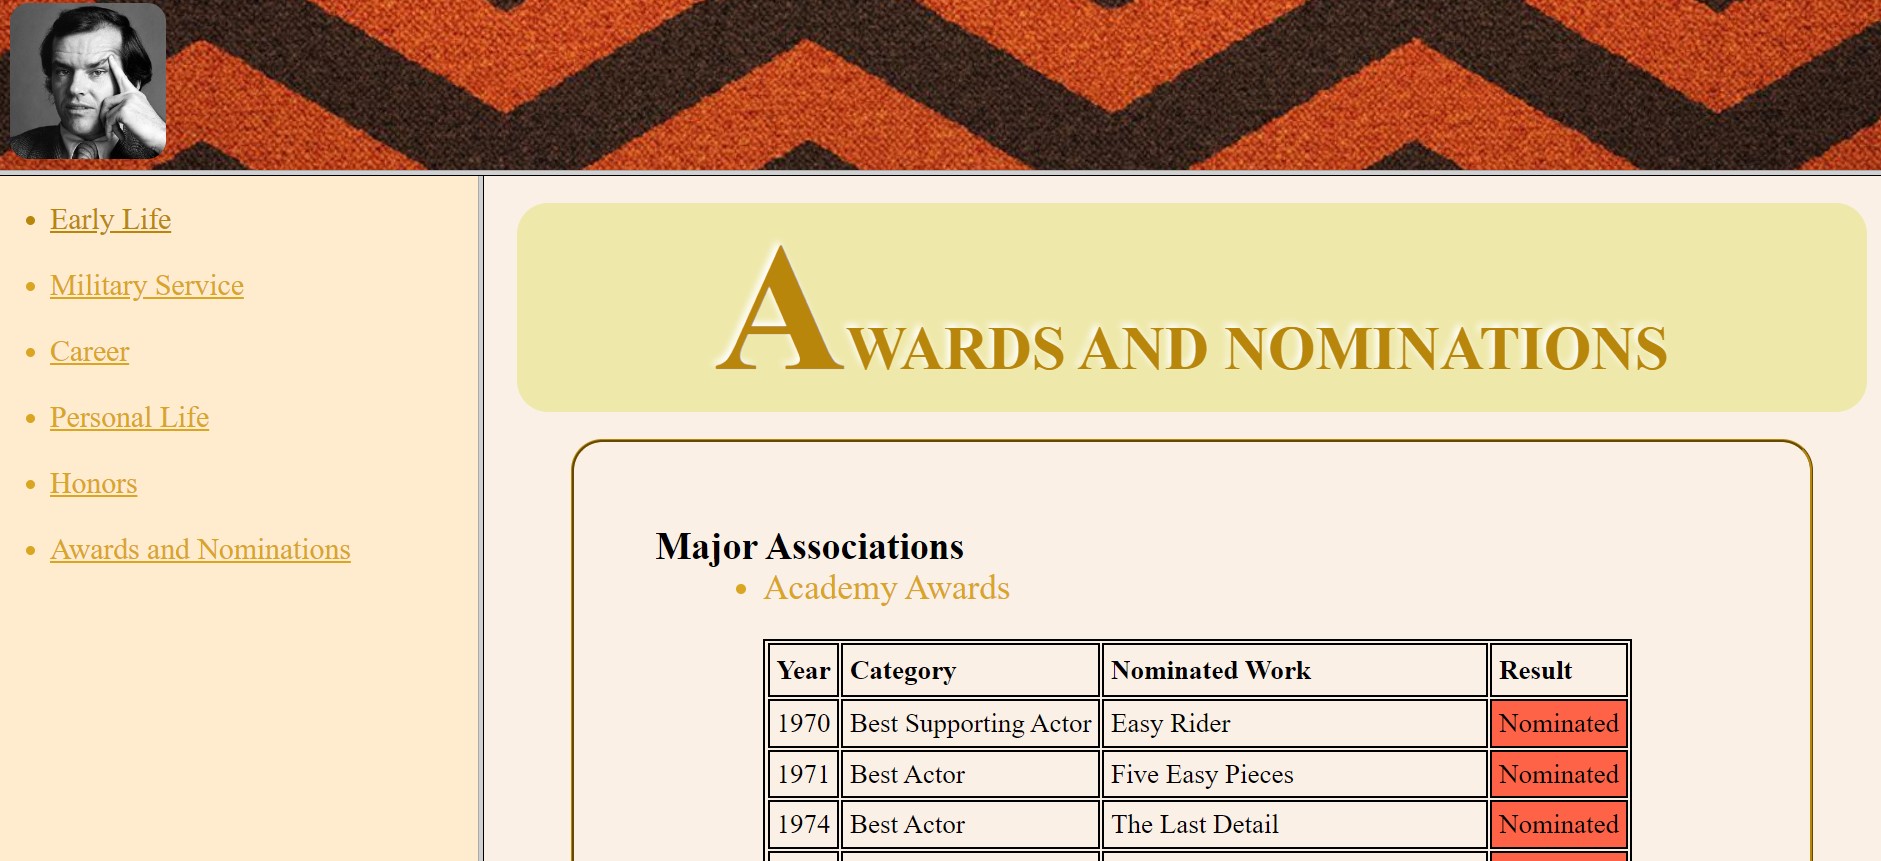 Early Life
Military Service
Career
Personal Life
Honors
Awards and Nominations
AWARDS AND NOMINATIONS
Major Associations
Academy Awards
Year Category Nominated Work Result
1970 Best Supporting Actor Easy Rider Nominated
1971 Best Actor Five Easy Pieces Nominated
1974 Best Actor The Last Detail Nominated